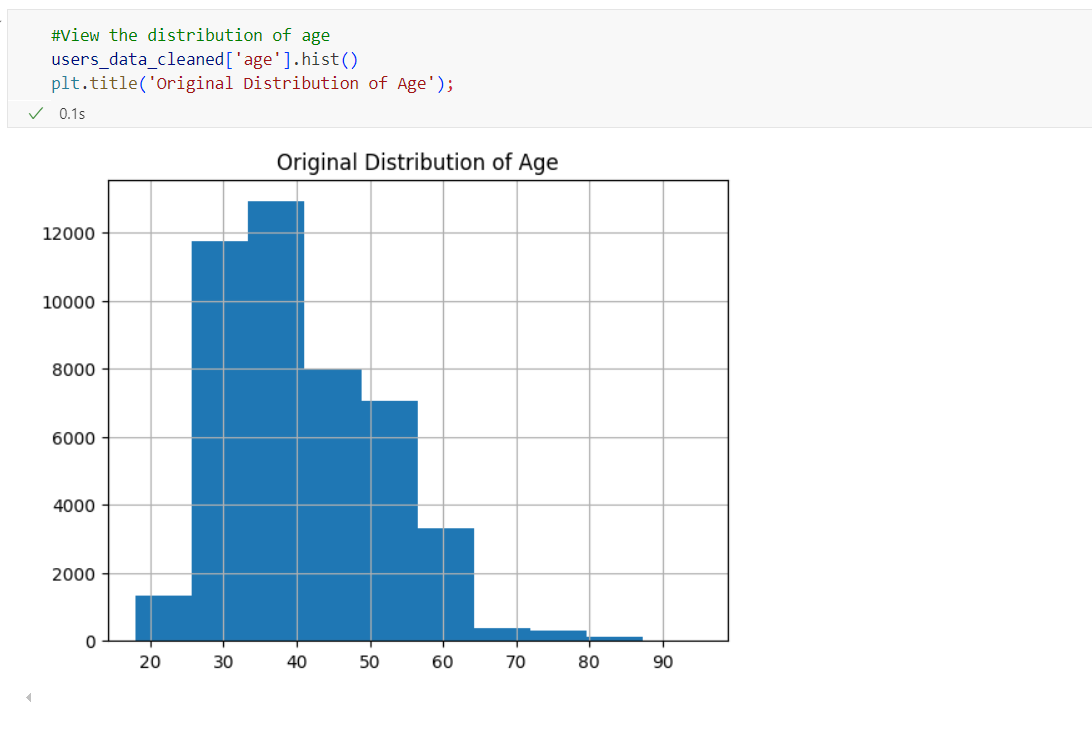 #View the distribution of age
users_data_cleaned['age'].hist()
plt.title('Original Distribution of Age');
✓ 0.1s
Original Distribution of Age
12000
10000
8000
6000
4000
2000
0
20 30 40 50 60 70 80 90